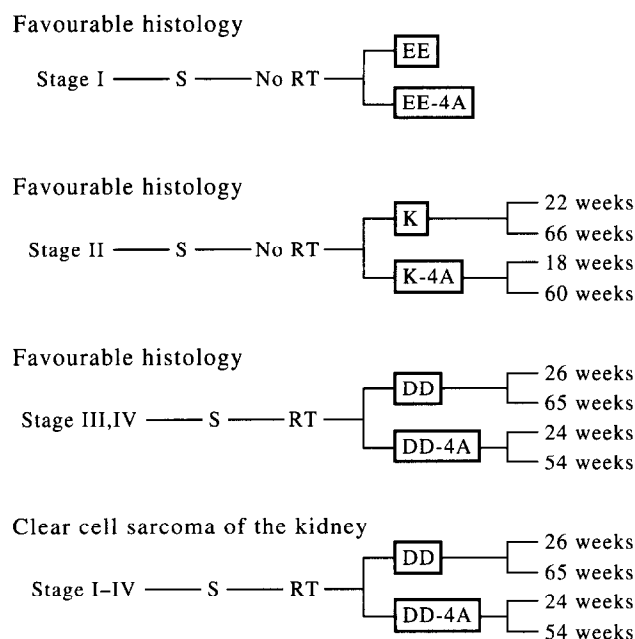 Favourable histology
EE
Stage I S No RT
EE-4A
Favourable histology
22 weeks
K
66 weeks
Stage II S No RT
18 weeks
K-4A
60 weeks
Favourable histology
26 weeks
DD
65 weeks
Stage III,IV S RT
24 weeks
DD-4A
54 weeks
Clear cell sarcoma of the kidney
26 weeks
DD
65 weeks
Stage I–IV S RT
24 weeks
DD-4A
54 weeks